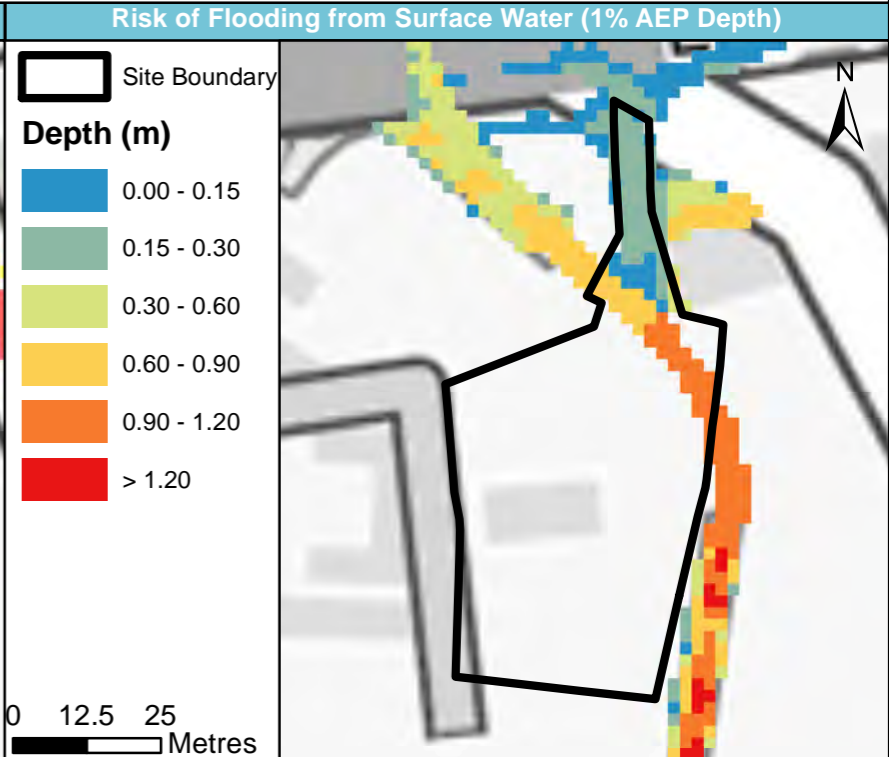 Risk of Flooding from Surface Water (1% AEP Depth)
Site Boundary
Depth (m)
0.00 - 0.15
0.15 - 0.30
0.30 - 0.60
0.60 - 0.90
0.90 - 1.20
> 1.20
0 12.5 25
Metres
N